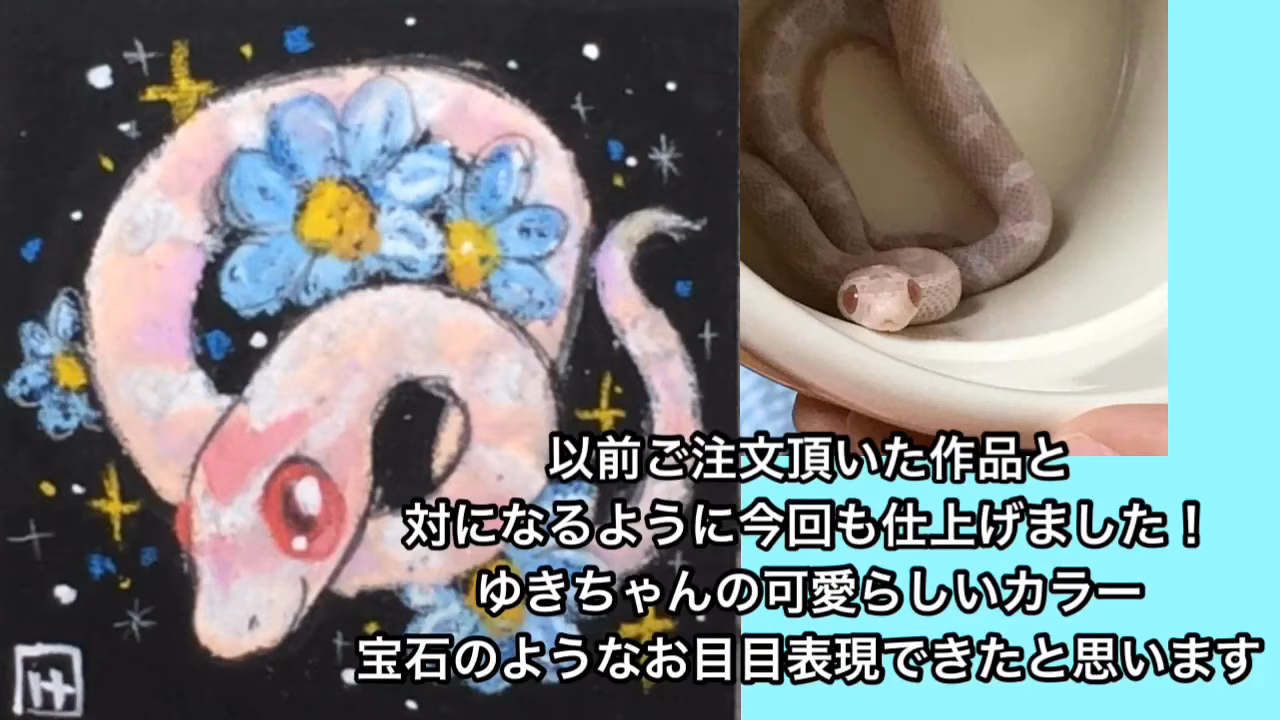 以前ご注文頂いた作品と
対になるように今回も仕上げました！
ゆきちゃんの可愛らしいカラー
宝石のようなお目目表現できたと思います